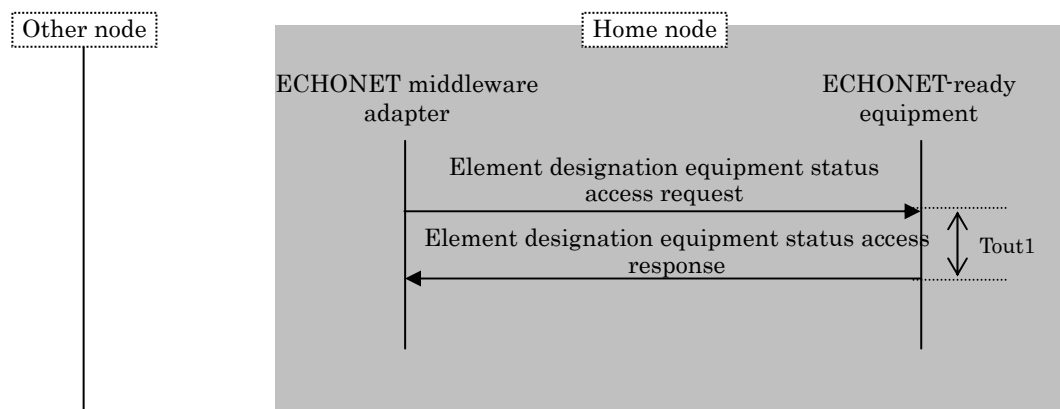 Other node
Home node
ECHONET middleware
adapter
ECHONET-ready
equipment
Element designation equipment status
access request
Element designation equipment status access
response
Tout1